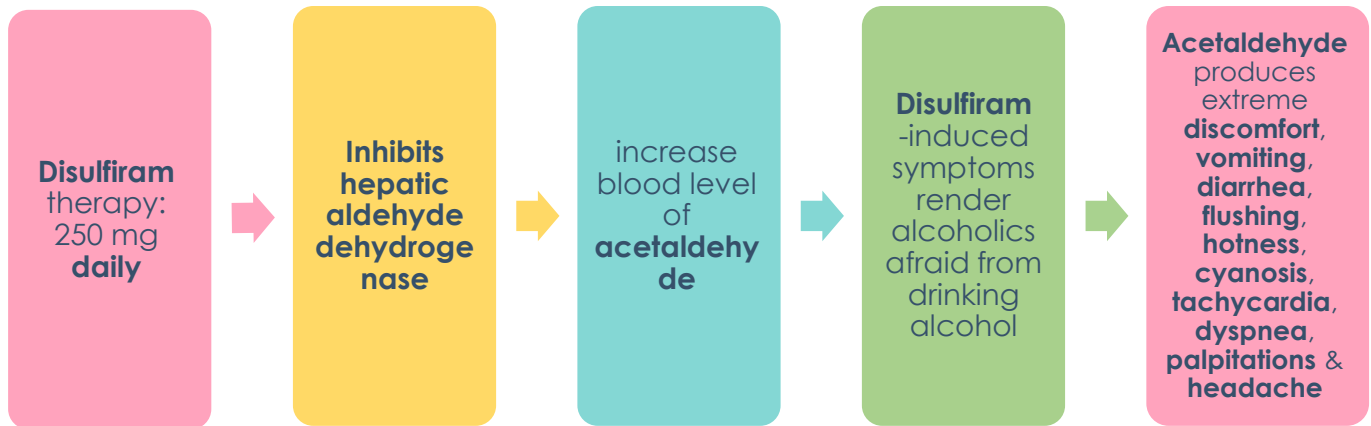 Disulfiram
therapy:
250 mg
daily
Inhibits
hepatic
aldehyde
dehydroge
nase
increase
blood level
of
acetaldehy
de
Disulfiram
-induced
symptoms
render
alcoholics
afraid from
drinking
alcohol
Acetaldehyde
produces
extreme
discomfort,
vomiting,
diarrhea,
flushing,
hotness,
cyanosis,
tachycardia,
dyspnea,
palpitations &
headache